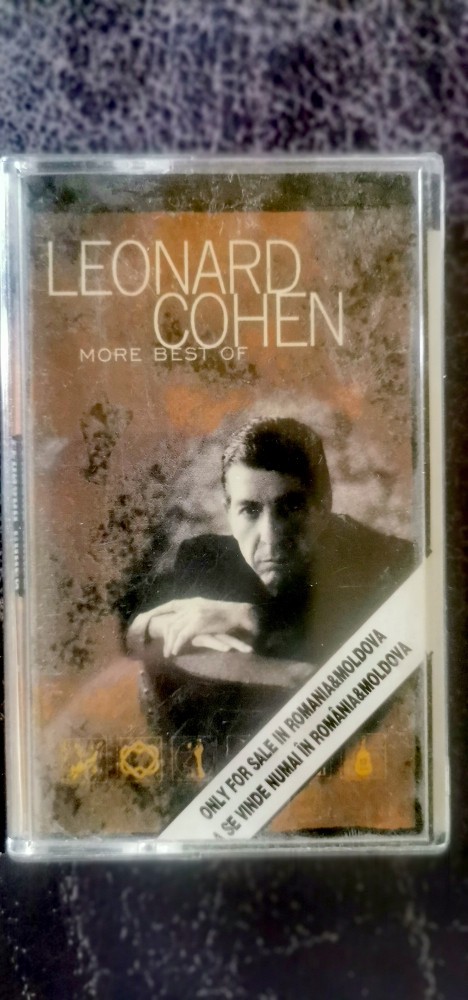 LEONARD
COHEN
MORE BEST OF
ONLY FOR SALE IN ROMANIA&MOLDOVA
A SE VINDE NUMAI ÎN ROMÂNIA&MOLDOVA